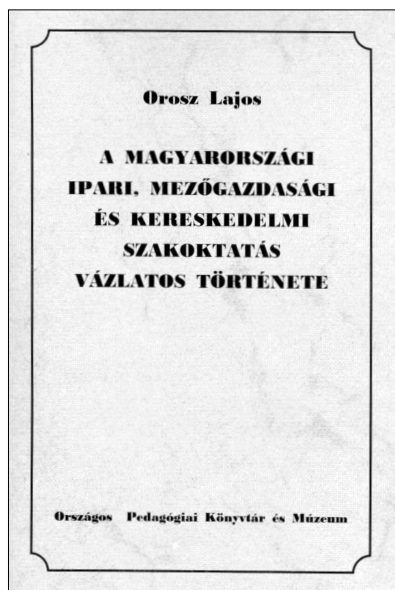 Orosz Lajos
A MAGYARORSZÁGI
IPARI, MEZŐGAZDASÁGI
ÉS KERESKEDELMI
SZAKOKTATÁS
VÁZLATOS TÖRTÉNETE
Országos Pedagógiai Könyvtár és Múzeum